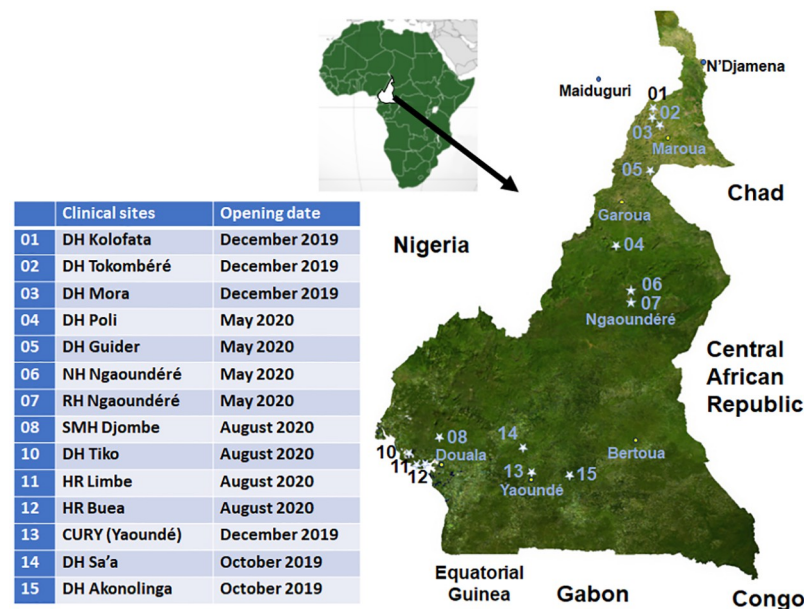 N'Djamena
Maiduguri
01
02
03
Maroua
05
Chad
Garoua
Nigeria
04
06
07
Ngaoundéré
Central
African
Republic
08
14
10
Douala
Bertoua
11
13
15
12
Yaoundé
Equatorial
Guinea
Gabon
Congo
Clinical sites Opening date
01 DH Kolofata December 2019
02 DH Tokombéré December 2019
03 DH Mora December 2019
04 DH Poli May 2020
05 DH Guider May 2020
06 NH Ngaoundéré May 2020
07 RH Ngaoundéré May 2020
08 SMH Djombe August 2020
10 DH Tiko August 2020
11 HR Limbe August 2020
12 HR Buea August 2020
13 CURY (Yaoundé) December 2019
14 DH Sa'a October 2019
15 DH Akonolinga October 2019